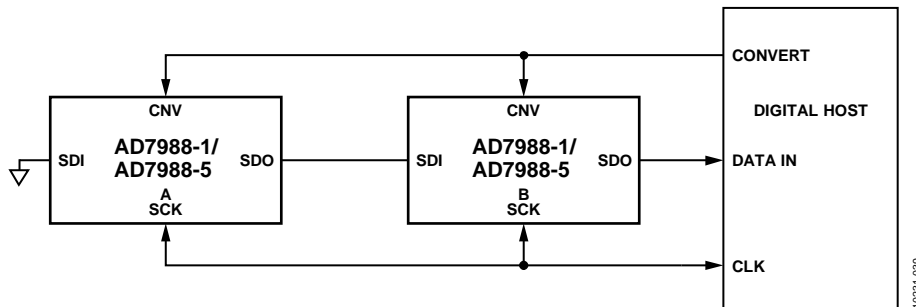 CONVERT
DIGITAL HOST
DATA IN
CLK
CNV
AD7988-1/
AD7988-5
SDI
SDO
A
SCK
CNV
AD7988-1/
AD7988-5
SDI
SDO
B
SCK